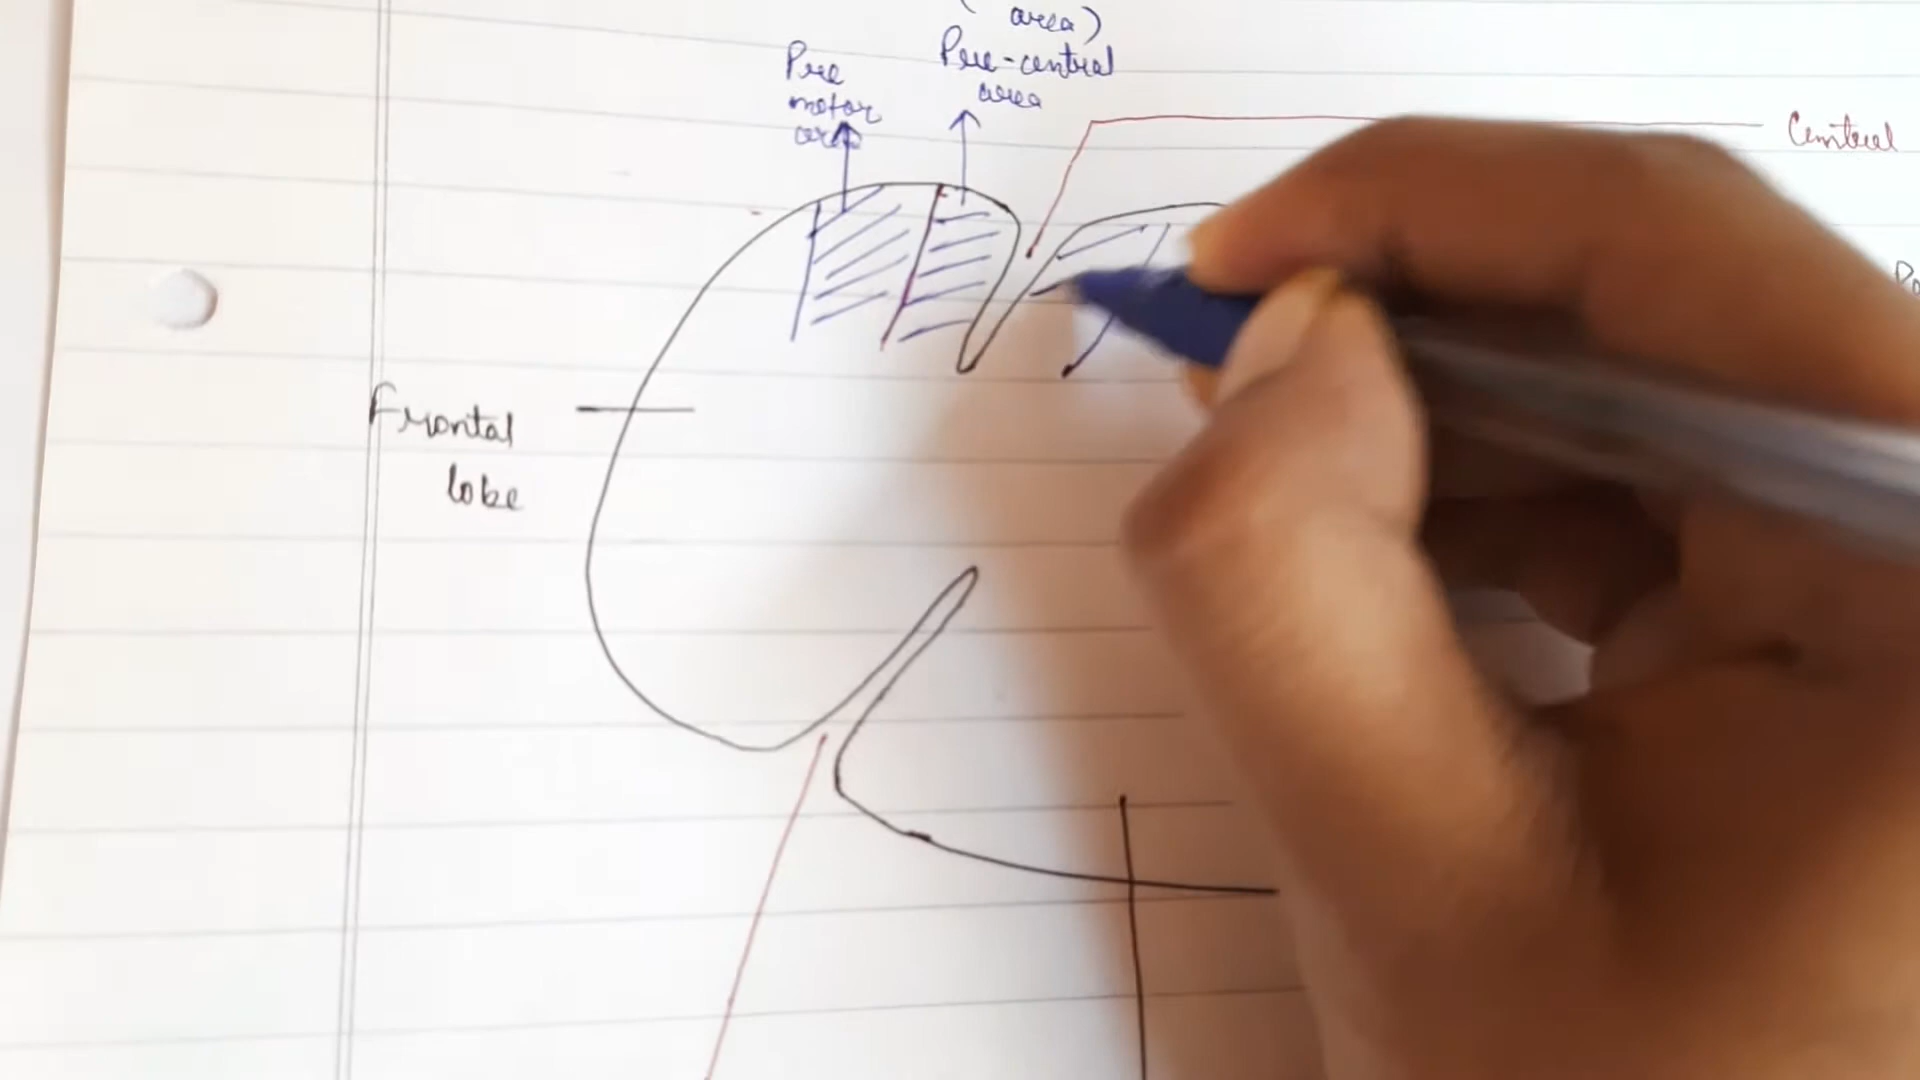 area)
Pre-central
area
Pre
motor
area
Central
Frontal
lobe